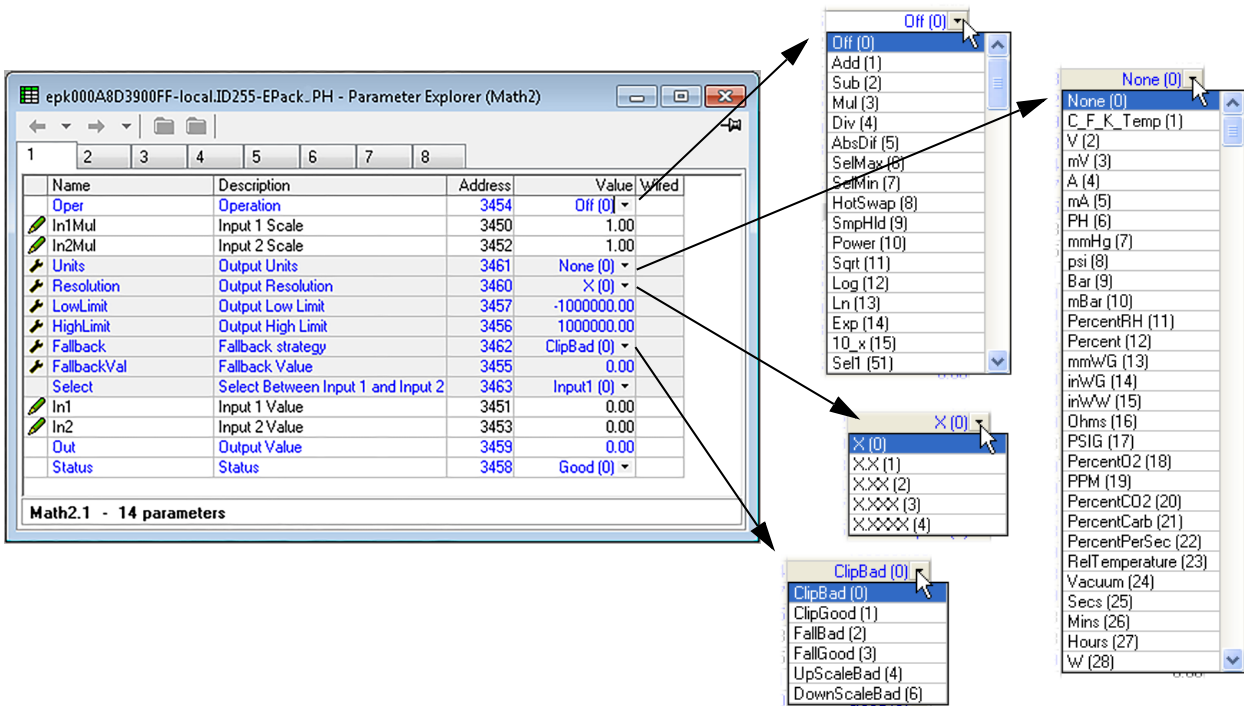 epk000A8D3900FF-local.ID255-EPack_PH - Parameter Explorer (Math2)
1 2 3 4 5 6 7 8
Name Description Address Value Wired
Oper Operation 3454 Off (0)
In1Mul Input 1 Scale 3450 1.00
In2Mul Input 2 Scale 3452 1.00
Units Output Units 3461 None (0)
Resolution Output Resolution 3460 X (0)
LowLimit Output Low Limit 3457 -1000000.00
HighLimit Output High Limit 3456 1000000.00
Fallback Fallback strategy 3462 ClipBad (0)
FallbackVal Fallback Value 3455 0.00
Select Select Between Input 1 and Input 2 3463 Input1 (0)
In1 Input 1 Value 3451 0.00
In2 Input 2 Value 3453 0.00
Out Output Value 3459 0.00
Status Status 3458 Good (0)
Math2.1 - 14 parameters
Off (0)
Off (0)
Add (1)
Sub (2)
Mul (3)
Div (4)
AbsDif (5)
SelMax (6)
SelMin (7)
HotSwap (8)
SmpHld (9)
Power (10)
Sqrt (11)
Log (12)
Ln (13)
Exp (14)
10_x (15)
Sel1 (51)
X (0)
X (0)
X.X (1)
X.XX (2)
X.XXX (3)
X.XXXX (4)
ClipBad (0)
ClipBad (0)
ClipGood (1)
FallBad (2)
FallGood (3)
UpScaleBad (4)
DownScaleBad (6)
None (0)
None (0)
C_F_K_Temp (1)
V (2)
mV (3)
A (4)
mA (5)
PH (6)
mmHg (7)
psi (8)
Bar (9)
mBar (10)
PercentRH (11)
Percent (12)
mmWG (13)
inWG (14)
inWW (15)
Ohms (16)
PSIG (17)
PercentO2 (18)
PPM (19)
PercentCO2 (20)
PercentCarb (21)
PercentPerSec (22)
RelTemperature (23)
Vacuum (24)
Secs (25)
Mins (26)
Hours (27)
W (28)